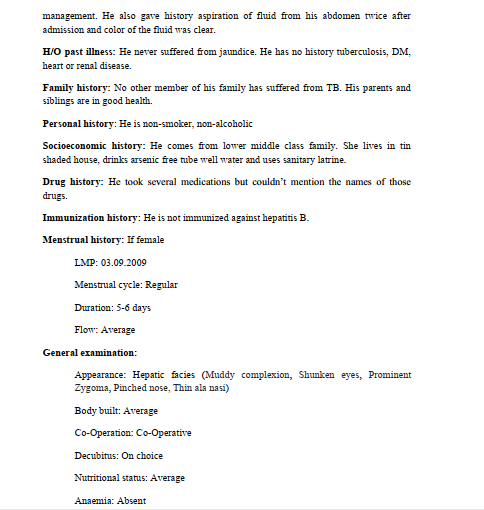 management. He also gave history aspiration of fluid from his abdomen twice after
admission and color of the fluid was clear.
H/O past illness: He never suffered from jaundice. He has no history tuberculosis, DM,
heart or renal disease.
Family history: No other member of his family has suffered from TB. His parents and
siblings are in good health.
Personal history: He is non-smoker, non-alcoholic
Socioeconomic history: He comes from lower middle class family. She lives in tin
shaded house, drinks arsenic free tube well water and uses sanitary latrine.
Drug history: He took several medications but couldn't mention the names of those
drugs.
Immunization history: He is not immunized against hepatitis B.
Menstrual history: If female
LMP: 03.09.2009
Menstrual cycle: Regular
Duration: 5-6 days
Flow: Average
General examination:
Appearance: Hepatic facies (Muddy complexion, Shunken eyes, Prominent
Zygoma, Pinched nose, Thin ala nasi)
Body built: Average
Co-Operation: Co-Operative
Decubitus: On choice
Nutritional status: Average
Anaemia: Absent